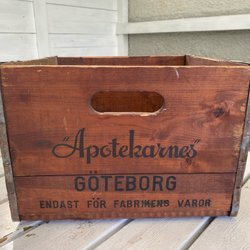 "Apotekarnes"
GÖTEBORG
ENDAST FÖR FABRIKENS VAROR